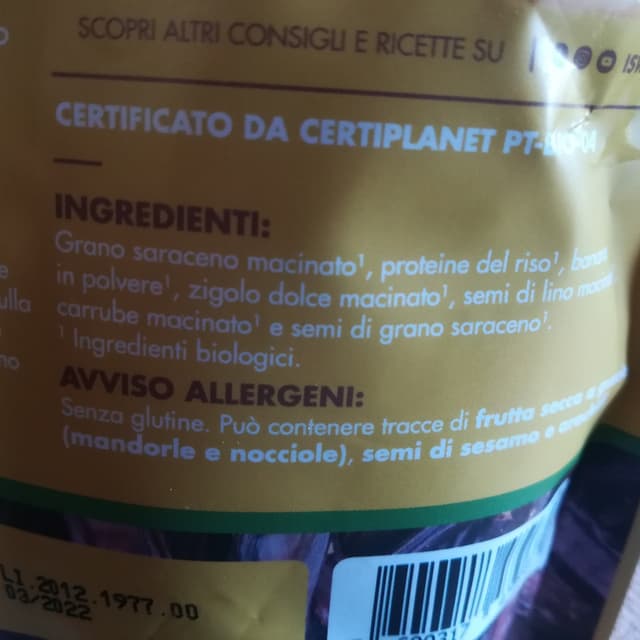 SCOPRI ALTRI CONSIGLI E RICETTE SU
CERTIFICATO DA CERTIPLANET
INGREDIENTI:
Grano saraceno macinato¹, proteine del riso¹,
in polvere¹, zigolo dolce macinato¹, semi di lino
carrube macinato¹ e semi di grano saraceno¹.
¹ Ingredienti biologici.
AVVISO ALLERGENI:
Senza glutine. Può contenere tracce di frutta secca e
(mandorle e nocciole), semi di sesamo e
L1 2012.1977.00
03/2022